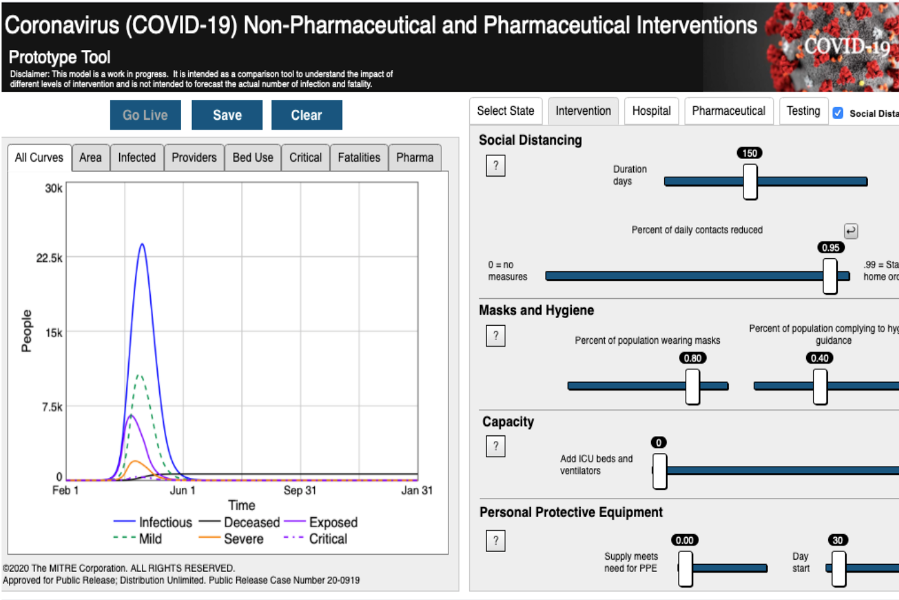 Coronavirus (COVID-19) Non-Pharmaceutical and Pharmaceutical Interventions
COVID-19
Prototype Tool
Disclaimer: This model is a work in progress. It is intended as a comparison tool to understand the impact of
different levels of intervention and is not intended to forecast the actual number of infection and fatality.
Go Live Save Clear
All Curves Area Infected Providers Bed Use Critical Fatalities Pharma
30k
22.5k
15k
7.5k
0
People
Feb 1 Jun 1 Sep 31 Jan 31
Time
Infectious Deceased Exposed
Mild Severe Critical
©2020 The MITRE Corporation. ALL RIGHTS RESERVED.
Approved for Public Release; Distribution Unlimited. Public Release Case Number 20-0919
Select State Intervention Hospital Pharmaceutical Testing Social Dista
Social Distancing
?
150
Duration
days
Percent of daily contacts reduced
0.95
0 = no
measures
.99 = Sta
home ord
Masks and Hygiene
?
Percent of population wearing masks
0.80
Percent of population complying to hyg
guidance
0.40
Capacity
?
0
Add ICU beds and
ventilators
Personal Protective Equipment
?
0.00
Supply meets
need for PPE
30
Day
start